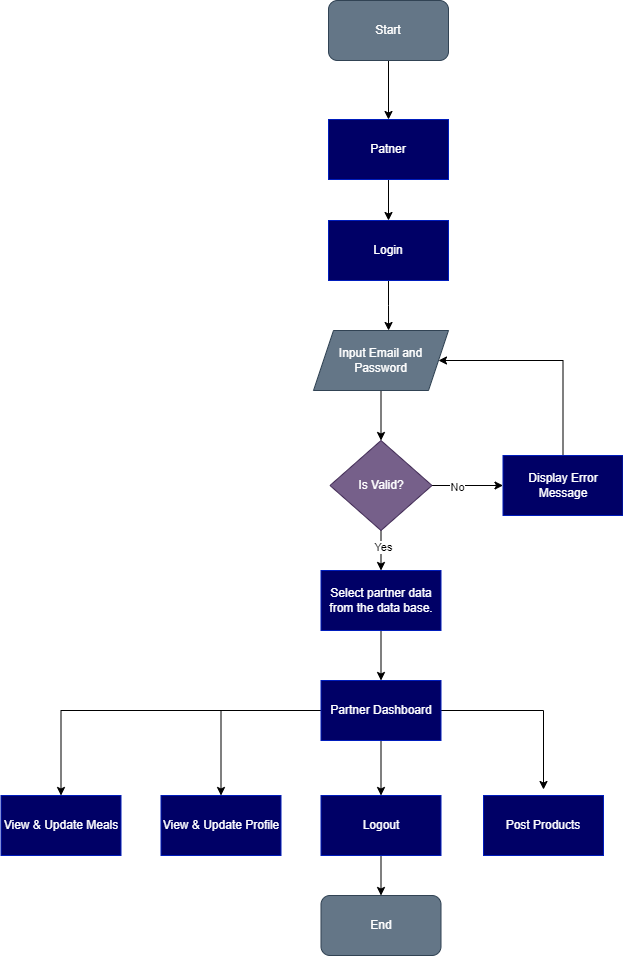 Start
Patner
Login
Input Email and
Password
Is Valid?
No
Display Error
Message
Yes
Select partner data
from the data base.
Partner Dashboard
View & Update Meals
View & Update Profile
Logout
Post Products
End